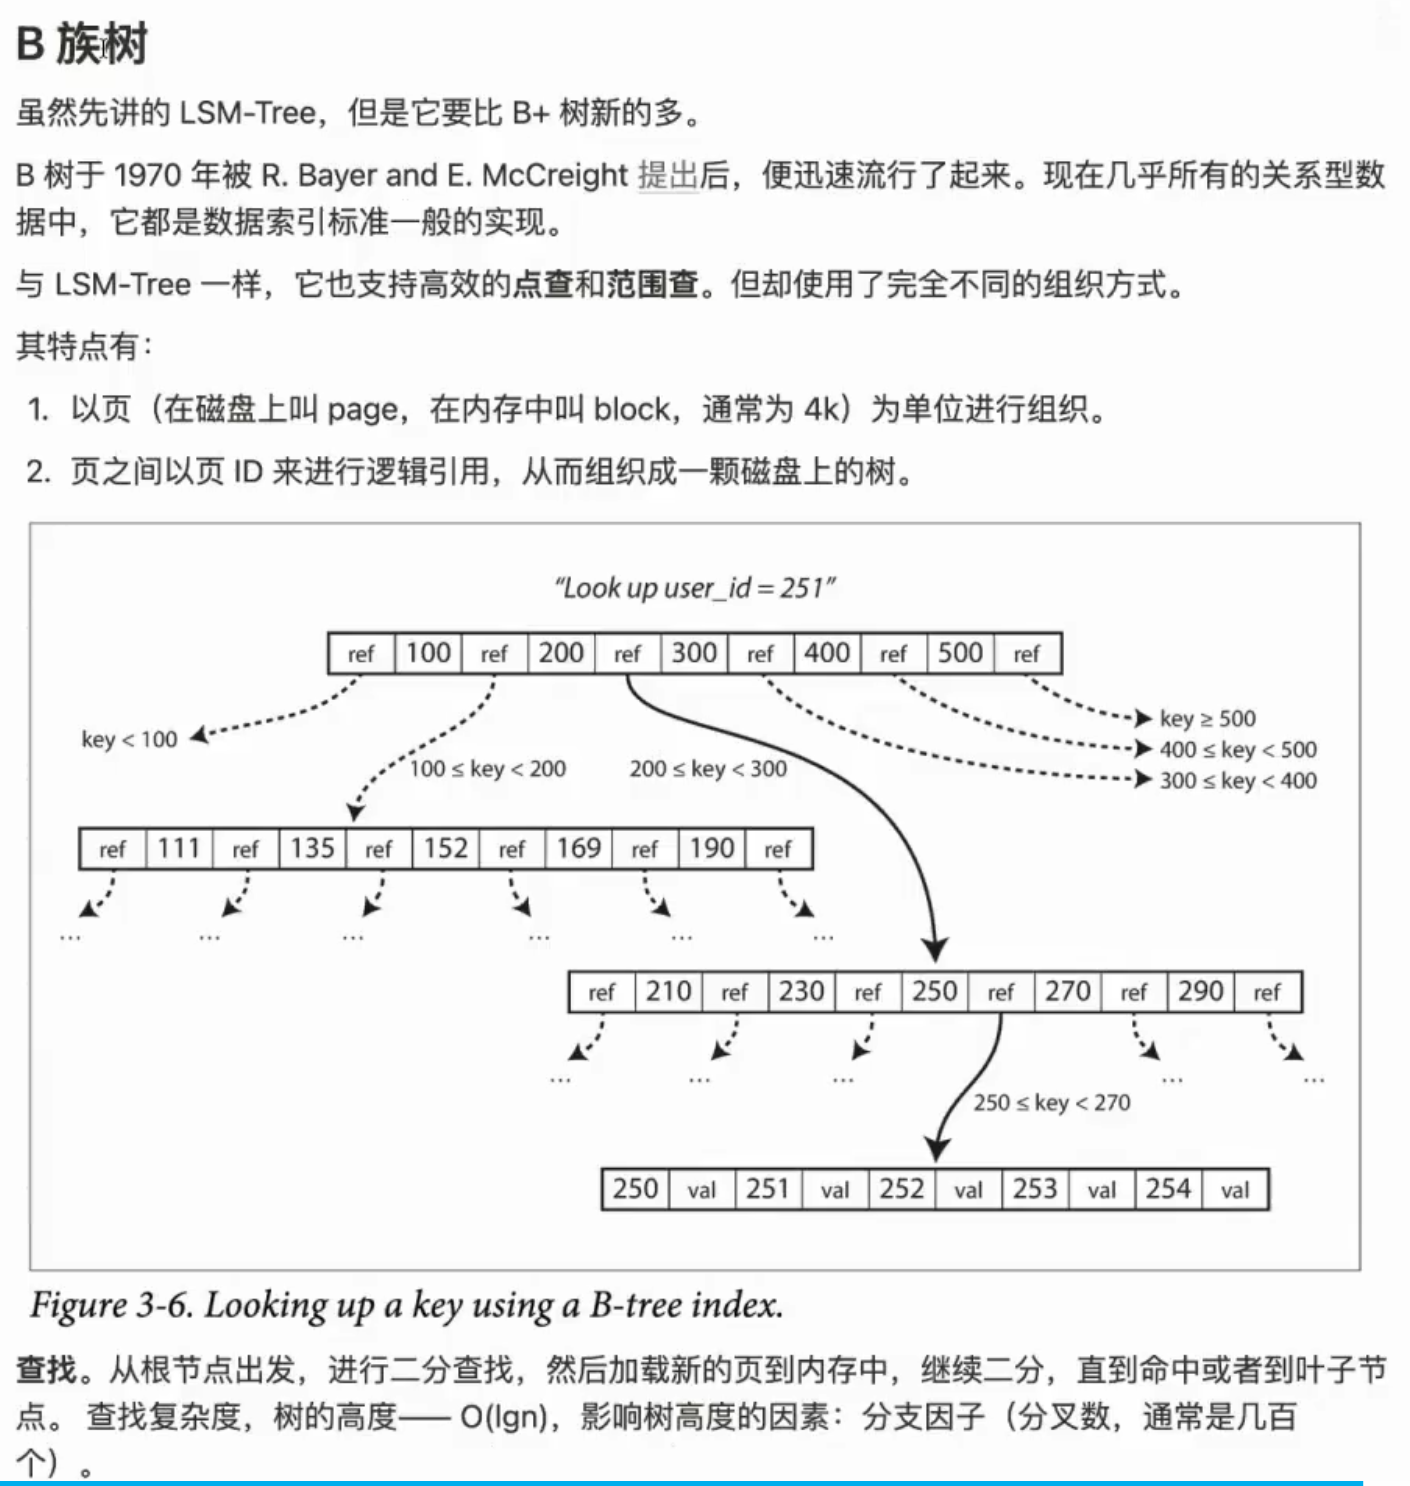 B 族树
虽然先讲的 LSM-Tree，但是它要比 B+ 树新的多。
B 树于 1970 年被 R. Bayer and E. McCreight 提出后，便迅速流行了起来。现在几乎所有的关系型数
据中，它都是数据索引标准一般的实现。
与 LSM-Tree 一样，它也支持高效的点查和范围查。但却使用了完全不同的组织方式。
其特点有：
1. 以页（在磁盘上叫 page，在内存中叫 block，通常为 4k）为单位进行组织。
2. 页之间以页 ID 来进行逻辑引用，从而组织成一颗磁盘上的树。
“Look up user_id = 251”
ref 100 ref 200 ref 300 ref 400 ref 500 ref
key < 100
100 ≤ key < 200
200 ≤ key < 300
key ≥ 500
400 ≤ key < 500
300 ≤ key < 400
ref 111 ref 135 ref 152 ref 169 ref 190 ref
... ... ... ... ... ...
ref 210 ref 230 ref 250 ref 270 ref 290 ref
... ... ... ... ...
250 ≤ key < 270
250 val 251 val 252 val 253 val 254 val
Figure 3-6. Looking up a key using a B-tree index.
查找。从根节点出发，进行二分查找，然后加载新的页到内存中，继续二分，直到命中或者到叶子节
点。 查找复杂度，树的高度—— O(lgn)，影响树高度的因素：分支因子（分叉数，通常是几百
个）。